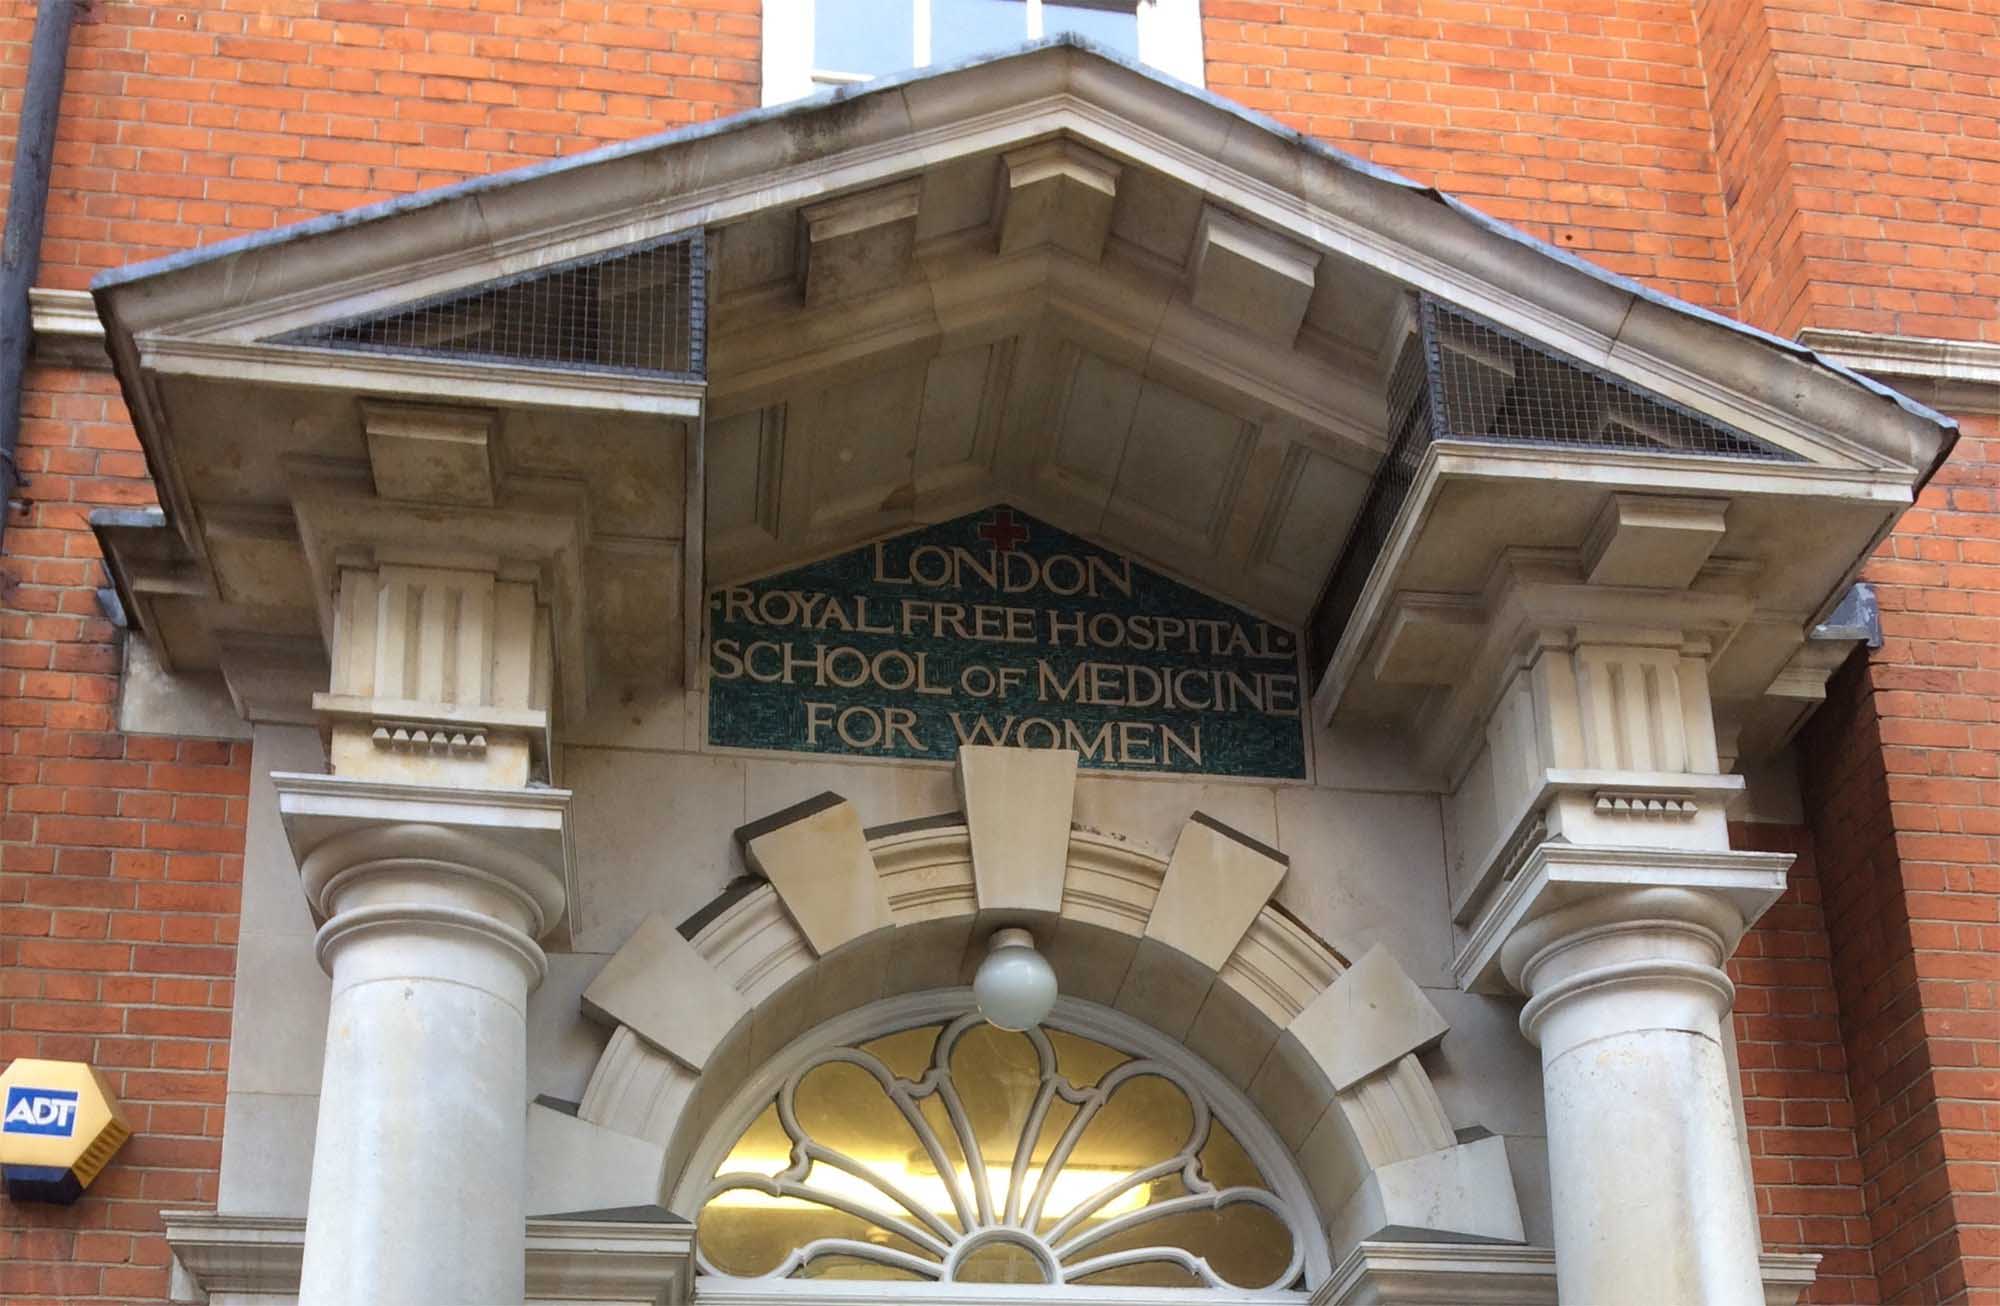 LONDON
·ROYAL FREE HOSPITAL·
SCHOOL OF MEDICINE
FOR WOMEN
ADT